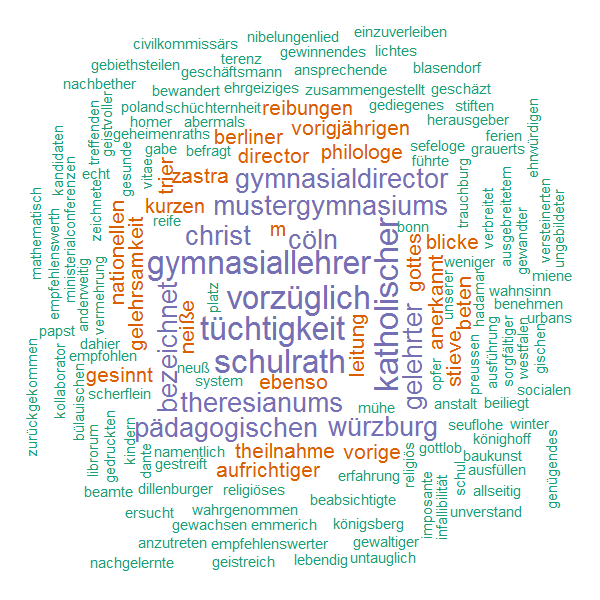 nibelungenlied einzuverleiben
civilkommissärs
terenz gewinnendes lichtes
gebiethsteilen
geschäftsmann ansprechende blasendorf
nachbether
bewandert ehrgeiziges zusammengestellt geschäzt
poland schüchternheit reibungen gediegenes stiften
homer abermals
geheimenraths berliner vorigjährigen herausgeber
ferien
vitae gabe befragt director philologe sefeloge grauerts
führte
echt trier zastra gymnasialdirector
kandidaten
treffenden
geistvoller
gesunde
ehrwürdigen
mathematisch
empfehlenswerth
ministerialconferenzen
anderweitig
zeichnete
vermehrung
nationellen
gelehrsamkeit
kurzen mustergymnasiums
reife
christ m cöln
bonn blicke
trauchburg
verbreitet
ausgebreitetem
gewandter
versteinerten
ungebildeter
gymnasiallehrer
weniger
miene
wahnsinn
platz
vorzüglich
katholischer
gelehrter
gottes
anerkannt
unserer
beten
hadamar
benehmen
urbans
bezeichnet
neiße
tüchtigkeit
leitung
stieve
opfer
preussen
ausführung
sorgfältiger
westfalen
gischen
papst dahier
zurückgekommen
kollaborator
bülauischen
empfohlen
neuß
schulrath
gesinnt
system ebenso
socialen
scherflein
theresianums
mühe
anstalt beiliegt
pädagogischen würzburg
seuflohe winter
könighoff
librorum
gedruckten
kindern
dante
namentlich theilnahme vorige
religiös
gottlob
baukunst
gestreift aufrichtiger
erfahrung
schul
ausfüllen
genügendes
beamte dillenburger religiöses
beabsichtigte
imposante
infallibilität
allseitig
ersucht wahrgenommen
unverstand
gewachsen emmerich königsberg
anzutreten empfehlenswerter gewaltiger
nachgelernte geistreich lebendig untauglich